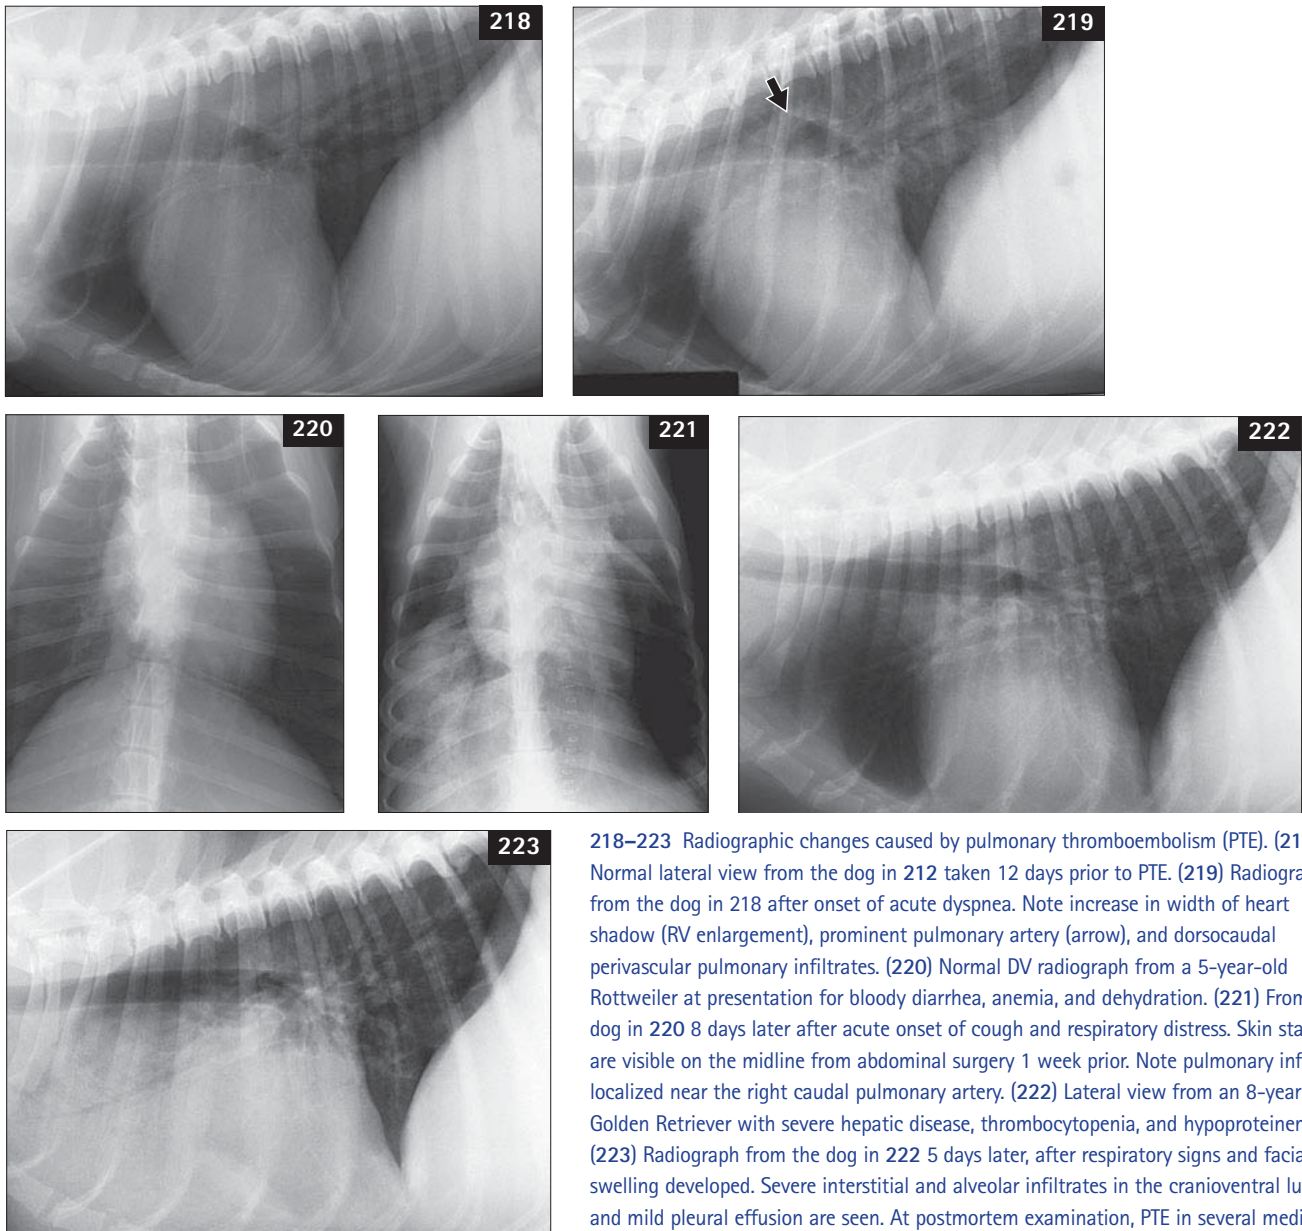 218
219
220
221
222
223
218–223 Radiographic changes caused by pulmonary thromboembolism (PTE). (21
Normal lateral view from the dog in 212 taken 12 days prior to PTE. (219) Radiogra
from the dog in 218 after onset of acute dyspnea. Note increase in width of heart
shadow (RV enlargement), prominent pulmonary artery (arrow), and dorsocaudal
perivascular pulmonary infiltrates. (220) Normal DV radiograph from a 5-year-old
Rottweiler at presentation for bloody diarrhea, anemia, and dehydration. (221) From
dog in 220 8 days later after acute onset of cough and respiratory distress. Skin sta
are visible on the midline from abdominal surgery 1 week prior. Note pulmonary inf
localized near the right caudal pulmonary artery. (222) Lateral view from an 8-year
Golden Retriever with severe hepatic disease, thrombocytopenia, and hypoproteiner
(223) Radiograph from the dog in 222 5 days later, after respiratory signs and facia
swelling developed. Severe interstitial and alveolar infiltrates in the cranioventral lu
and mild pleural effusion are seen. At postmortem examination, PTE in several medi